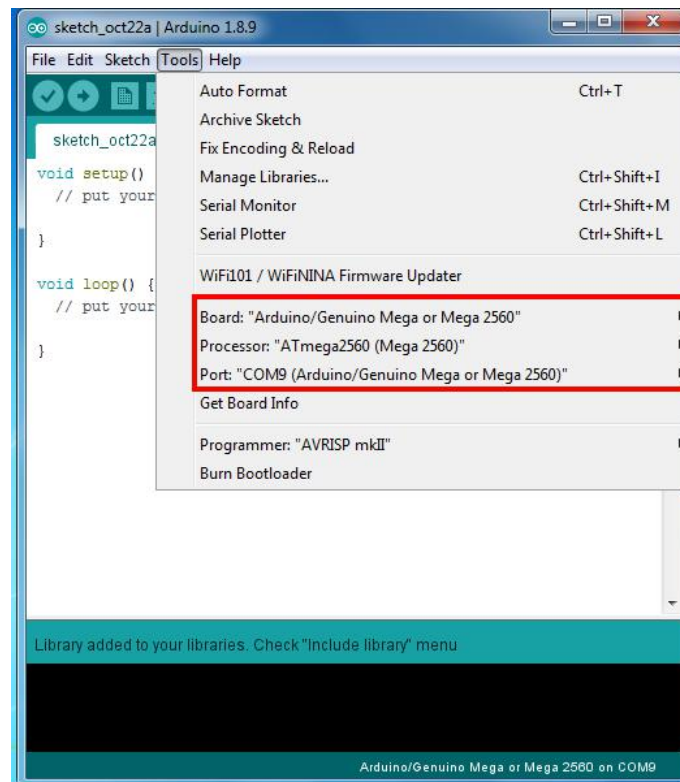 sketch_oct22a | Arduino 1.8.9
File Edit Sketch Tools Help
sketch_oct22a
void setup()
// put your
}
void loop() {
// put your
}
Auto Format Ctrl+T
Archive Sketch
Fix Encoding & Reload
Manage Libraries... Ctrl+Shift+I
Serial Monitor Ctrl+Shift+M
Serial Plotter Ctrl+Shift+L
WiFi101 / WiFiNINA Firmware Updater
Board: "Arduino/Genuino Mega or Mega 2560"
Processor: "ATmega2560 (Mega 2560)"
Port: "COM9 (Arduino/Genuino Mega or Mega 2560)"
Get Board Info
Programmer: "AVRISP mkII"
Burn Bootloader
Library added to your libraries. Check "Include library" menu
Arduino/Genuino Mega or Mega 2560 on COM9